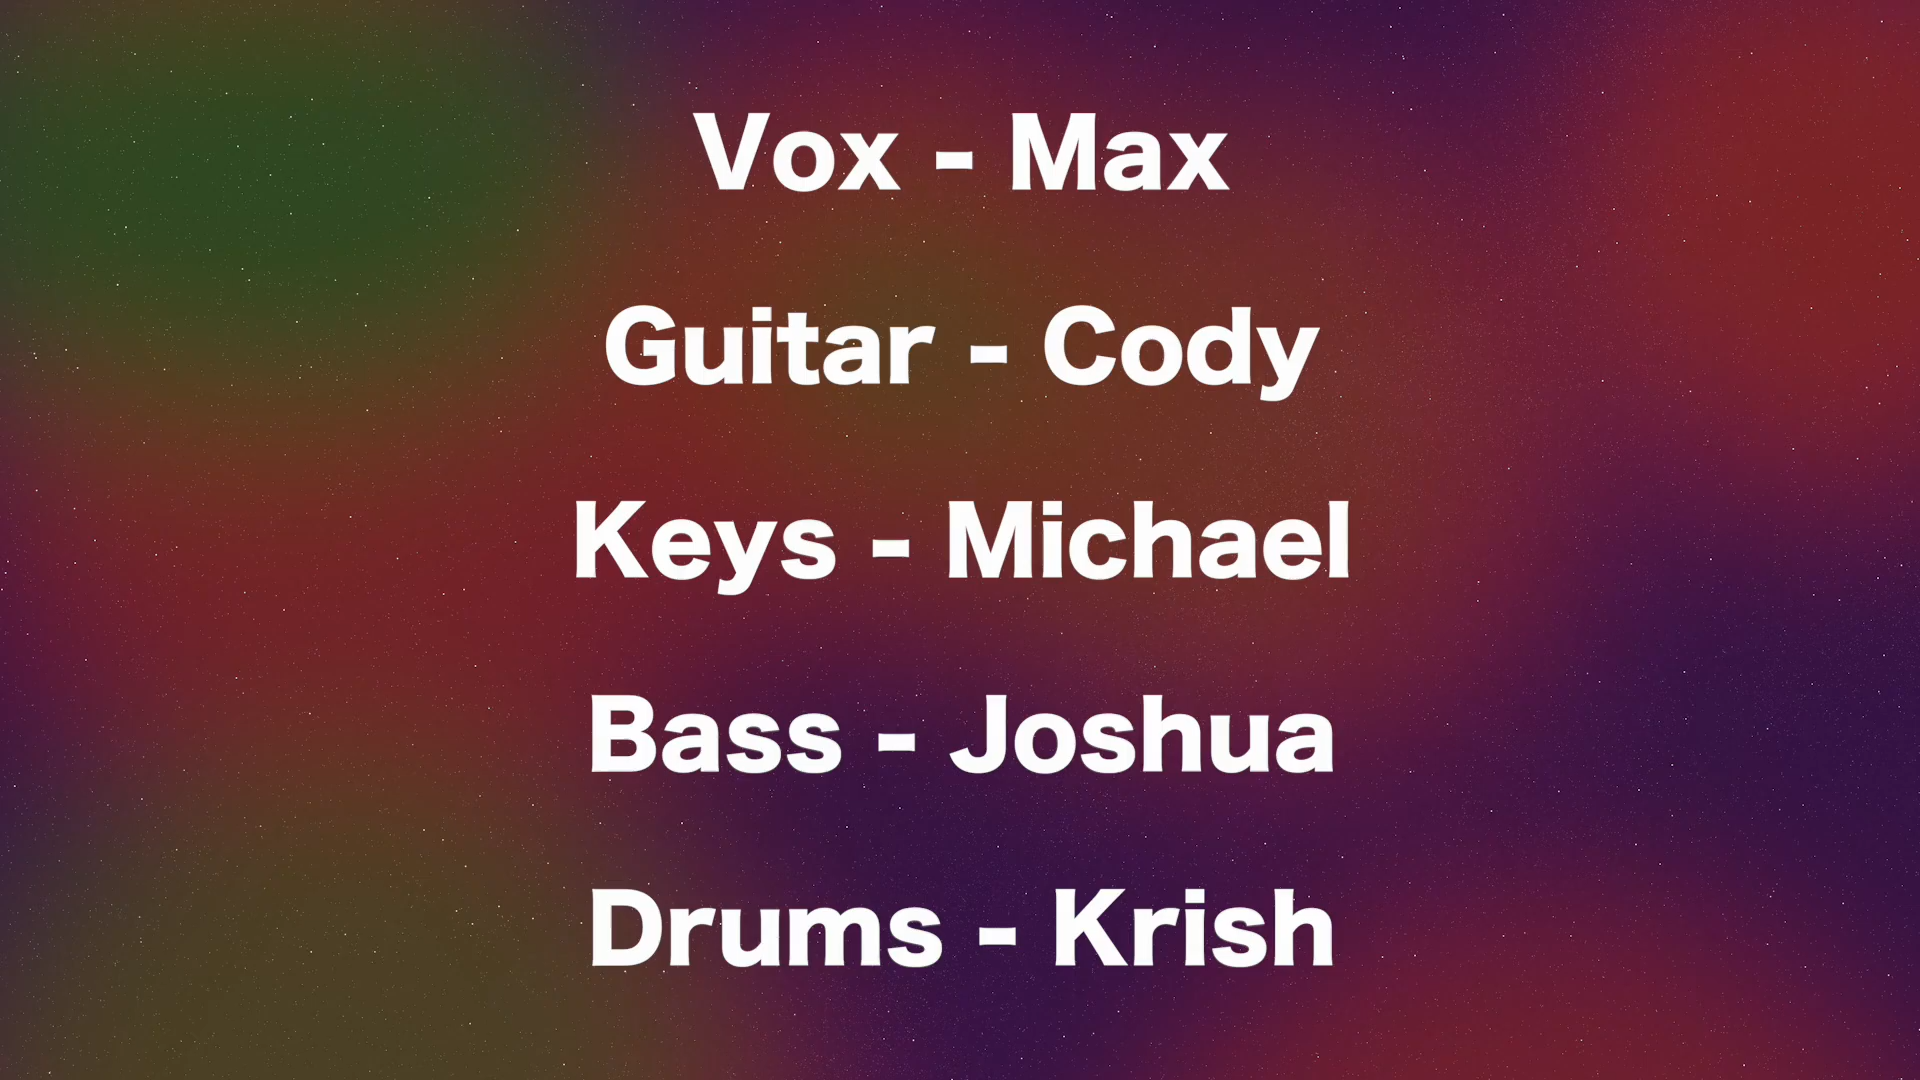 Vox - Max
Guitar - Cody
Keys - Michael
Bass - Joshua
Drums - Krish